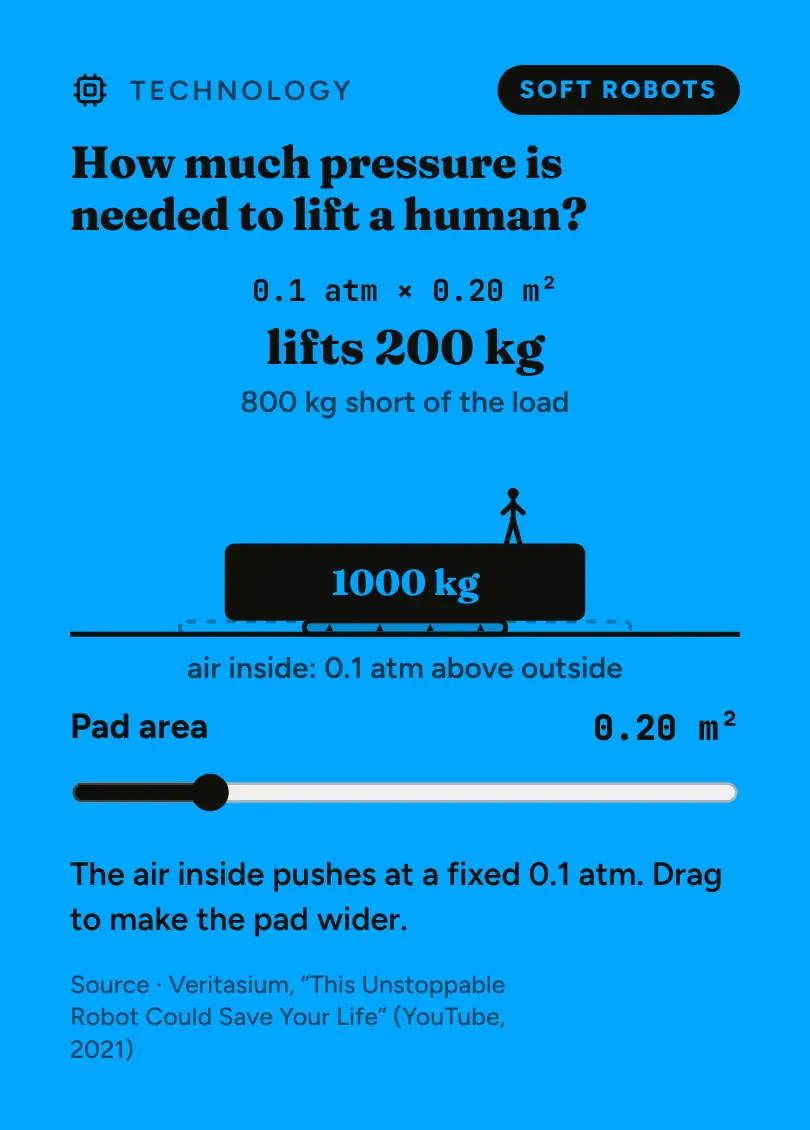 TECHNOLOGY
SOFT ROBOTS
How much pressure is
needed to lift a human?
0.1 atm × 0.20 m²
lifts 200 kg
800 kg short of the load
1000 kg
air inside: 0.1 atm above outside
Pad area
0.20 m²
The air inside pushes at a fixed 0.1 atm. Drag
to make the pad wider.
Source · Veritasium, “This Unstoppable
Robot Could Save Your Life” (YouTube,
2021)